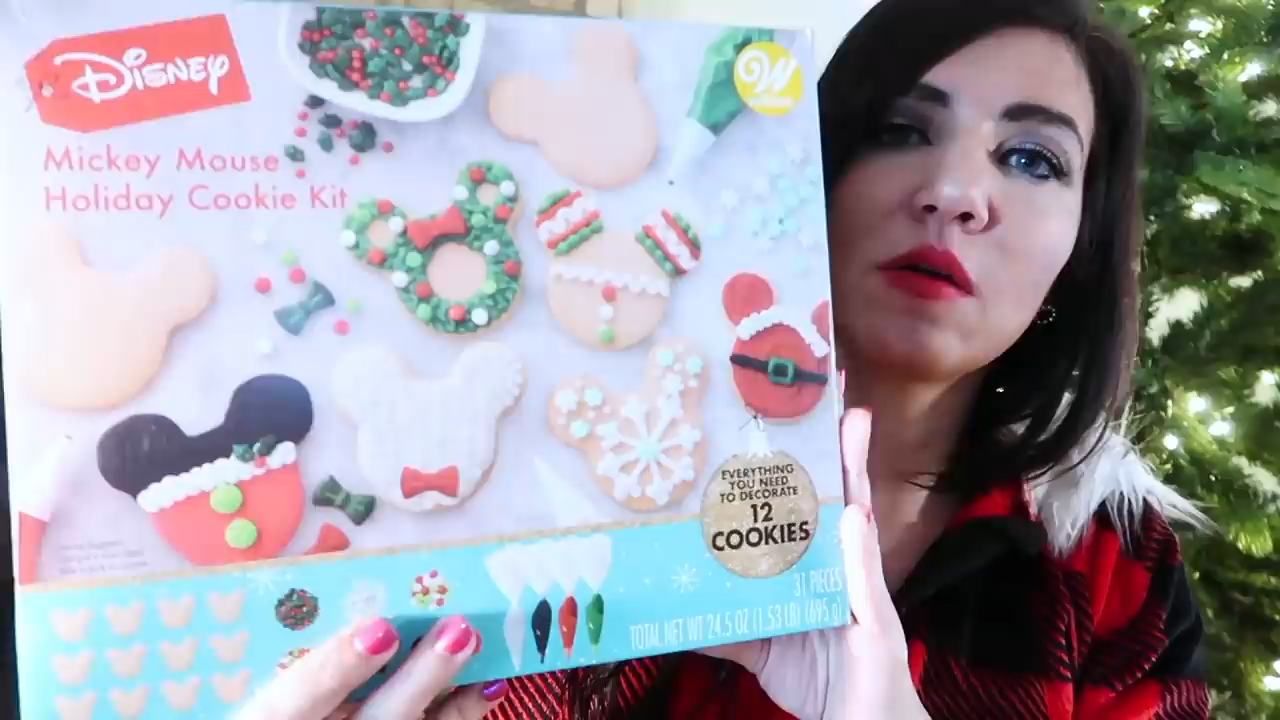 Disney
W
Mickey Mouse
Holiday Cookie Kit
EVERYTHING
YOU NEED
TO DECORATE
12
COOKIES
31 PIECES
TOTAL NET WT 24.5 OZ (1.53 LB) (695 g)